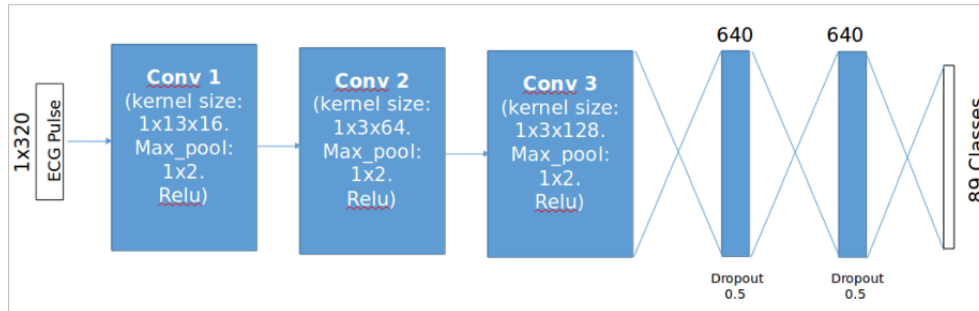 1x320
ECG Pulse
Conv 1
(kernel size:
1x13x16.
Max_pool:
1x2.
Relu)
Conv 2
(kernel size:
1x3x64.
Max_pool:
1x2.
Relu)
Conv 3
(kernel size:
1x3x128.
Max_pool:
1x2.
Relu)
640
Dropout
0.5
640
Dropout
0.5
89 Classes